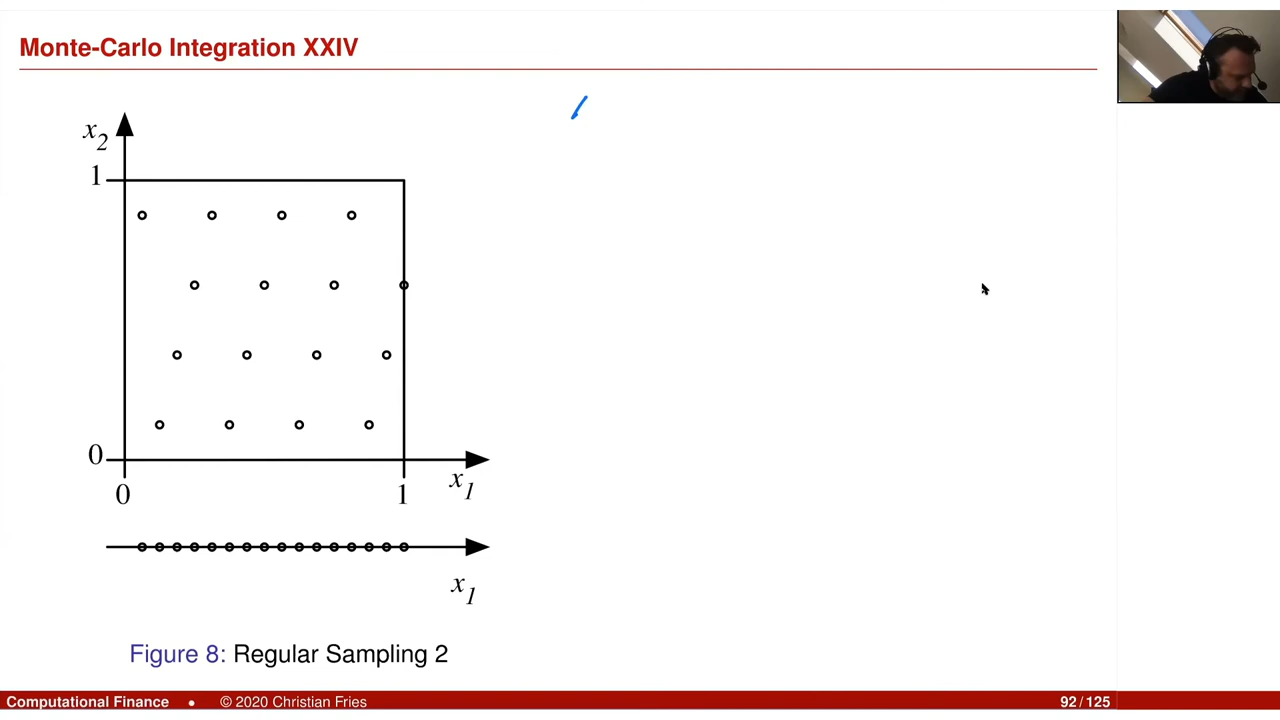 Monte-Carlo Integration XXIV
x2
1
0
0
1
x1
x1
Figure 8: Regular Sampling 2
Computational Finance • © 2020 Christian Fries 92/125